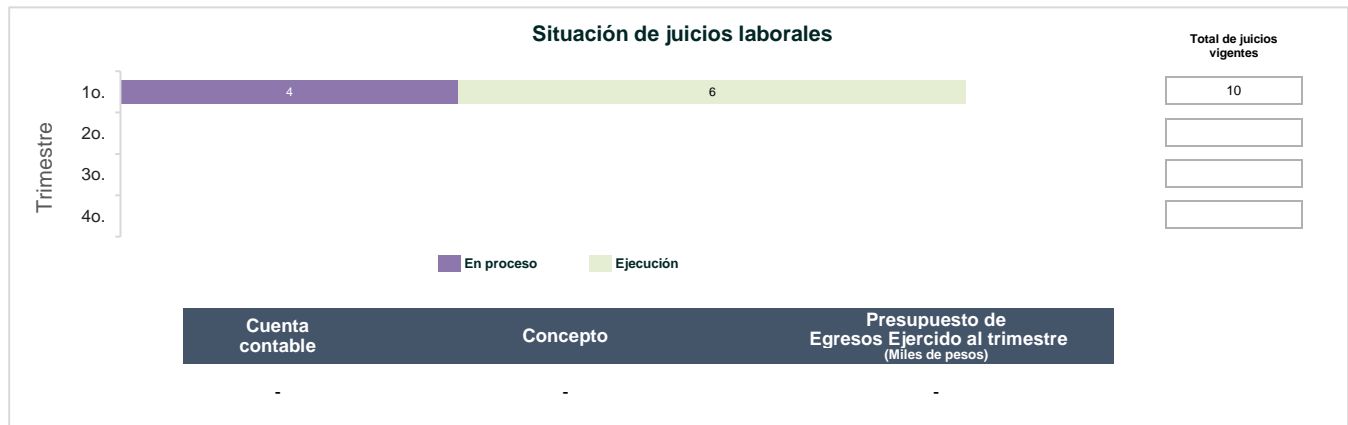 Situación de juicios laborales
Total de juicios
vigentes
Trimestre
1o.
4
6
10
2o.
3o.
4o.
En proceso
Ejecución
Cuenta
contable
Concepto
Presupuesto de
Egresos Ejercido al trimestre
(Miles de pesos)
-
-
-